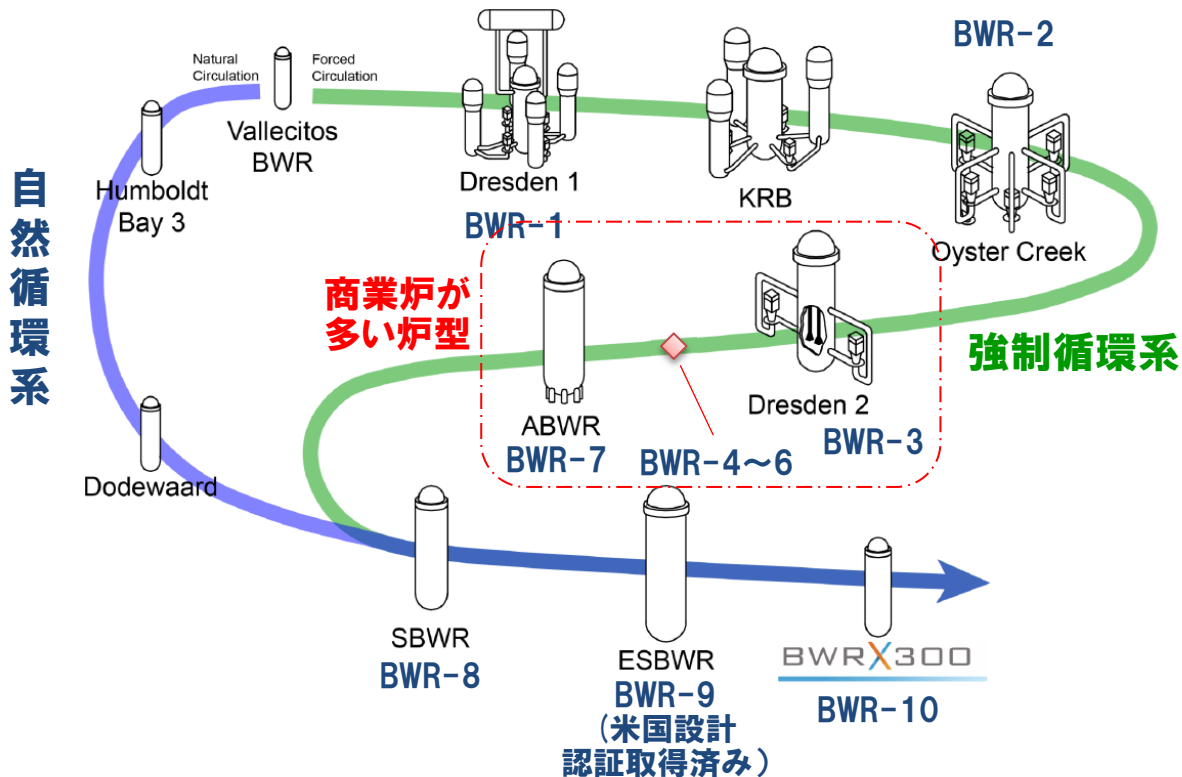 Natural
Circulation
Forced
Circulation
Vallecitos
BWR
Dresden 1
BWR-1
KRB
BWR-2
Oyster Creek
Humboldt
Bay 3
自然循環系
商業炉が
多い炉型
強制循環系
ABWR
BWR-7
BWR-4～6
Dresden 2
BWR-3
Dodewaard
SBWR
BWR-8
ESBWR
BWR-9
(米国設計
認証取得済み)
BWRX300
BWR-10